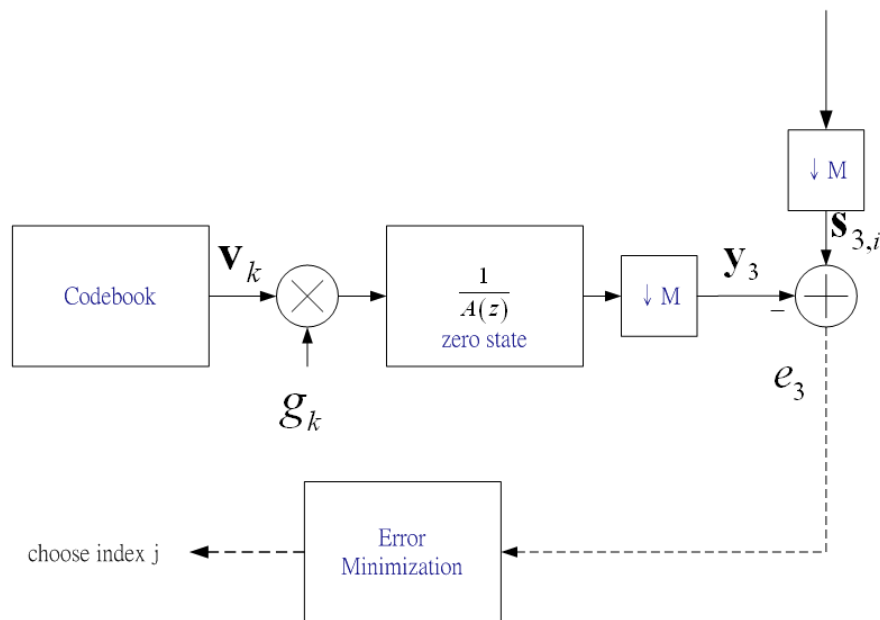 ↓ M
s₃,ᵢ
Codebook
vₖ
1
A(z)
zero state
↓ M
y₃
−
e₃
gₖ
Error
Minimization
choose index j